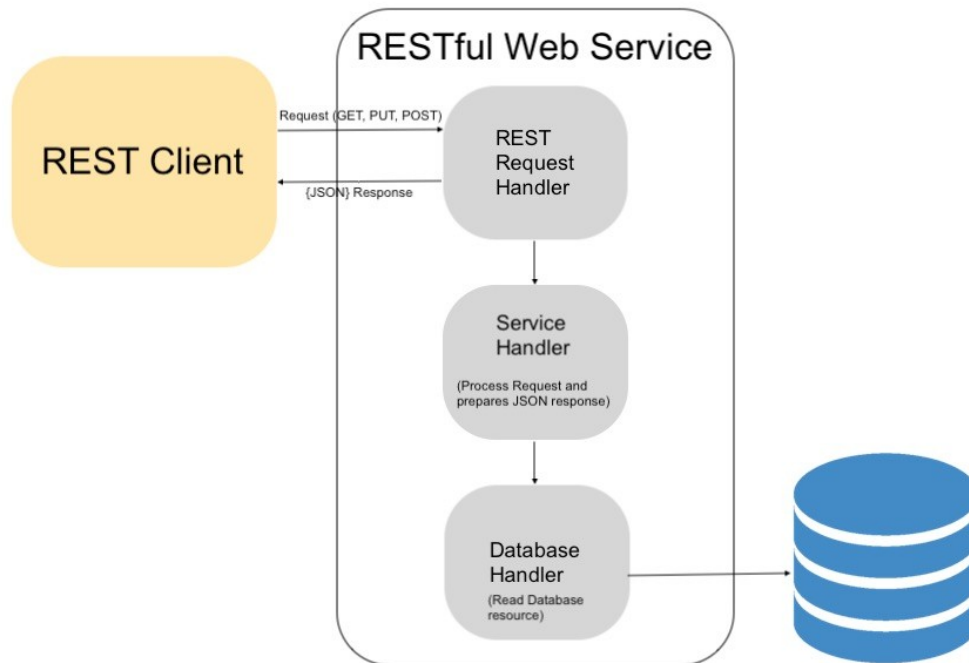 RESTful Web Service
REST Client
Request (GET, PUT, POST)
{JSON} Response
REST
Request
Handler
Service
Handler
(Process Request and
prepares JSON response)
Database
Handler
(Read Database
resource)